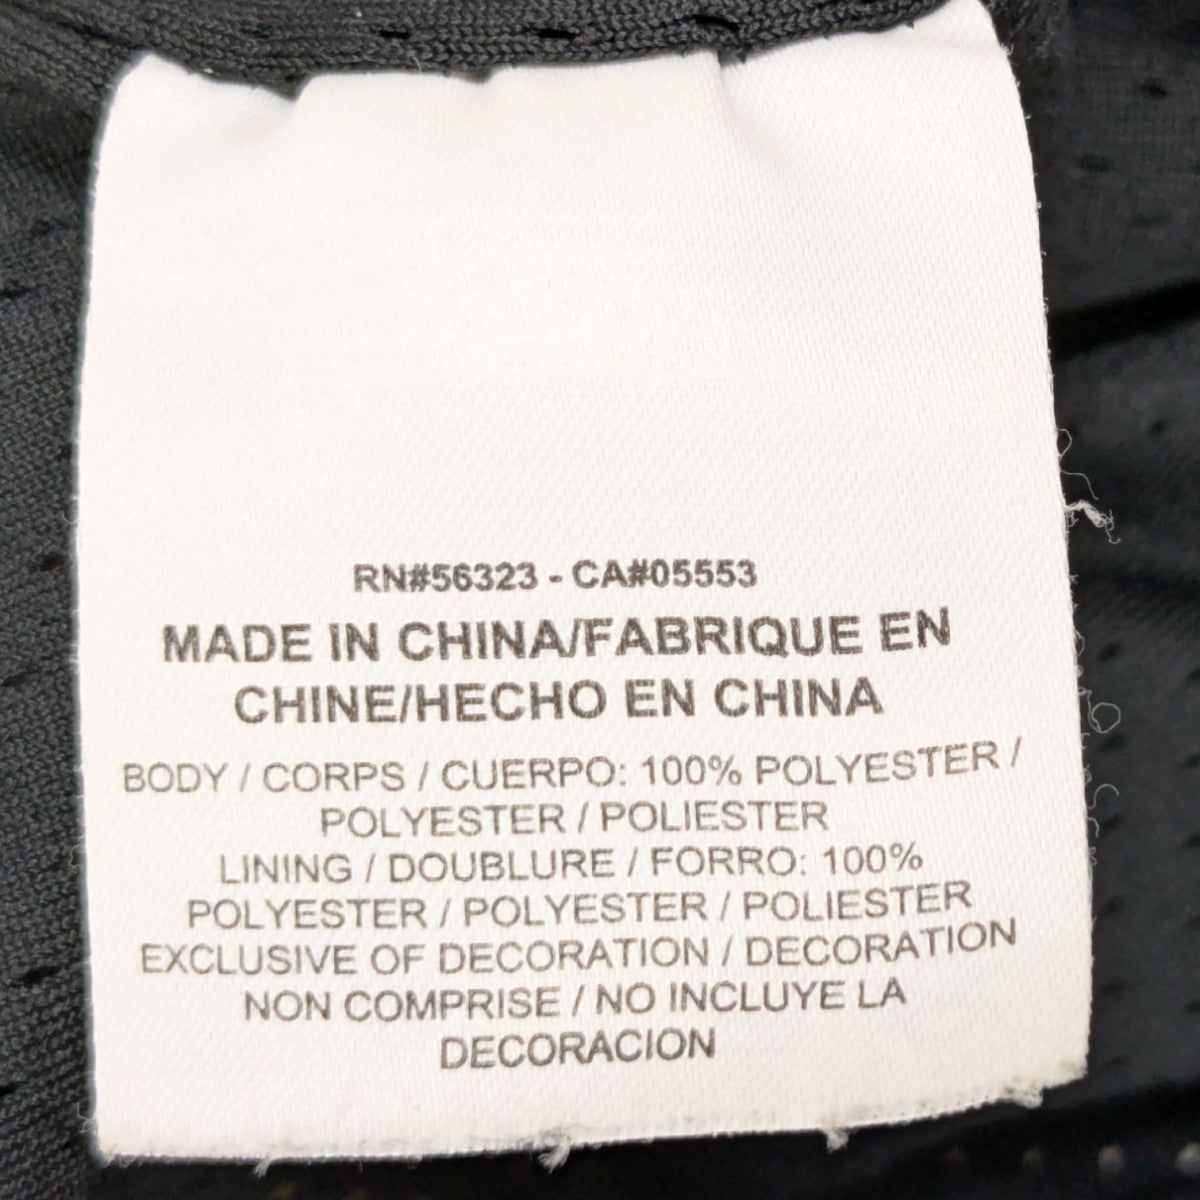 RN#56323 - CA#05553
MADE IN CHINA/FABRIQUE EN
CHINE/HECHO EN CHINA
BODY / CORPS / CUERPO: 100% POLYESTER /
POLYESTER / POLIESTER
LINING / DOUBLURE / FORRO: 100%
POLYESTER / POLYESTER / POLIESTER
EXCLUSIVE OF DECORATION / DECORATION
NON COMPRISE / NO INCLUYE LA
DECORACION